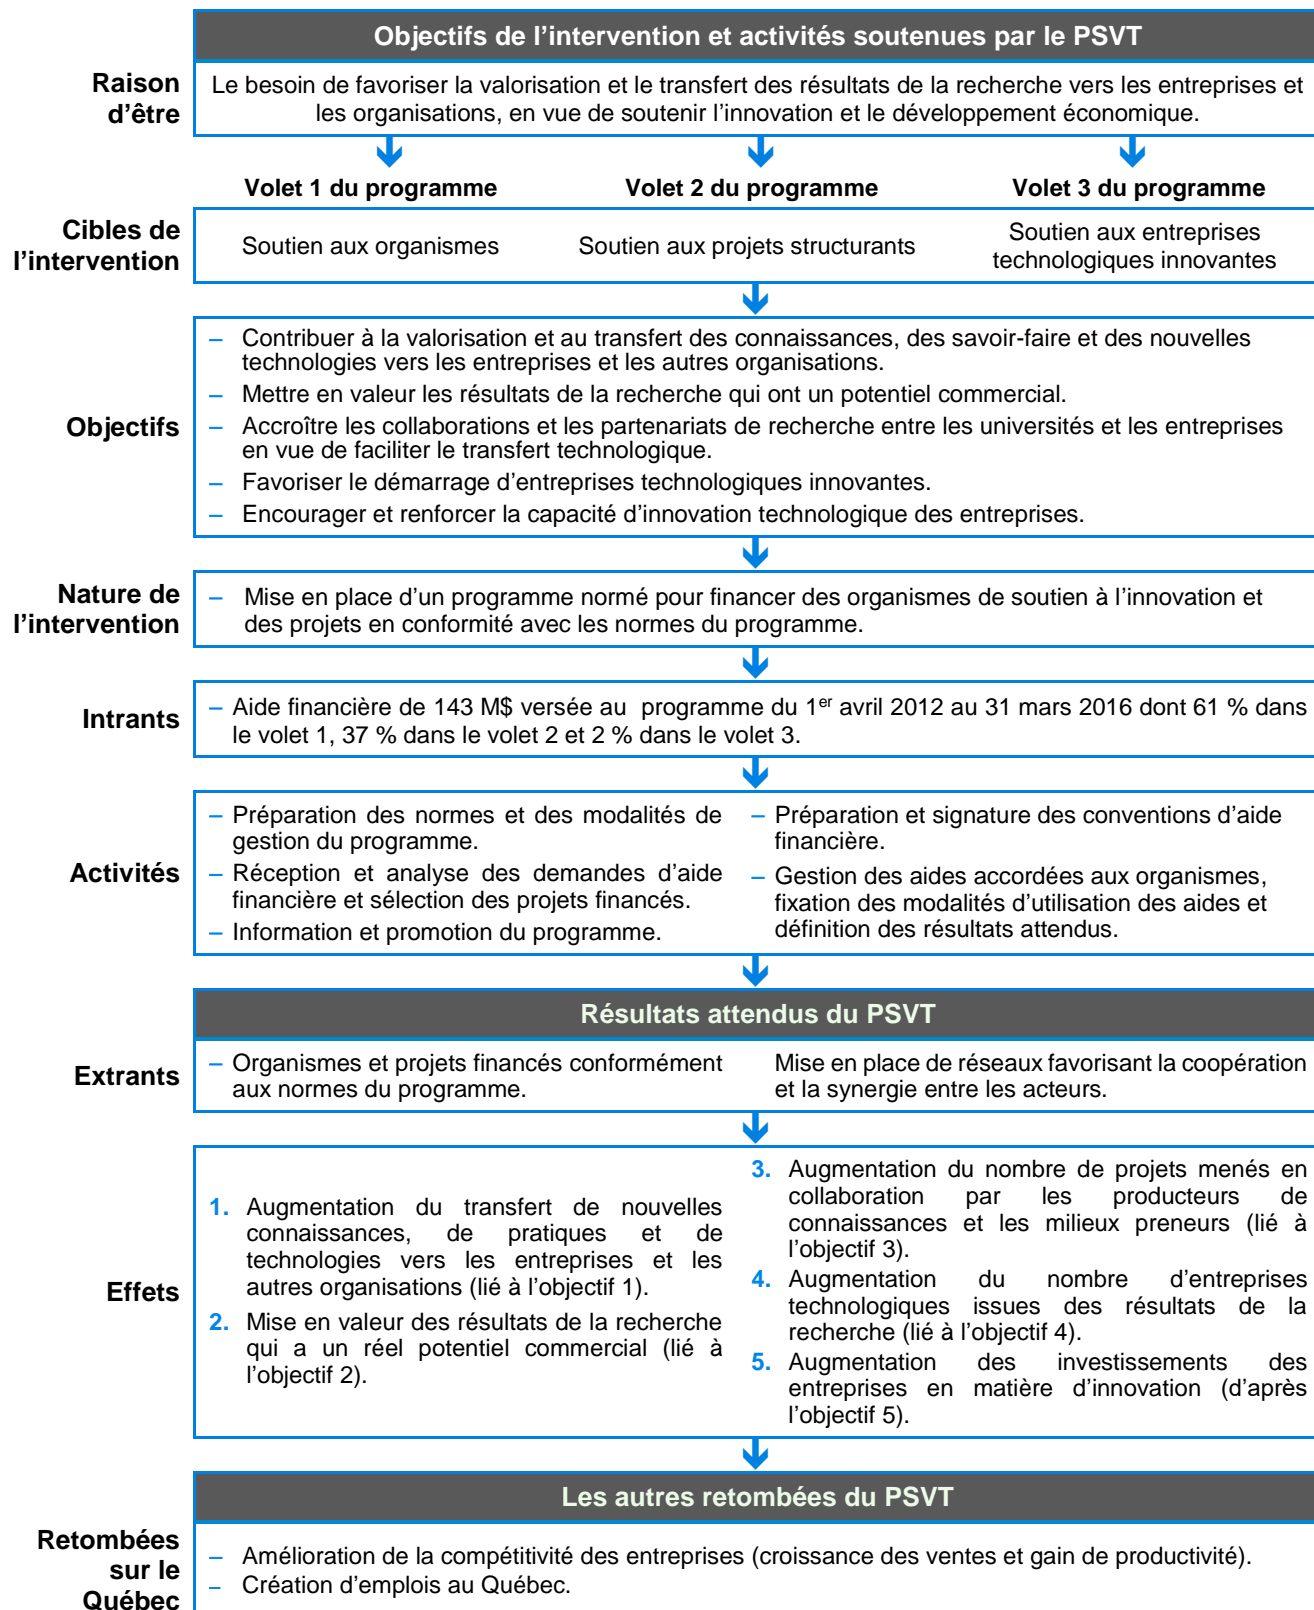 Objectifs de l’intervention et activités soutenues par le PSVT
Raison
d’être
Le besoin de favoriser la valorisation et le transfert des résultats de la recherche vers les entreprises et
les organisations, en vue de soutenir l’innovation et le développement économique.
Volet 1 du programme
Volet 2 du programme
Volet 3 du programme
Cibles de
l’intervention
Soutien aux organismes
Soutien aux projets structurants
Soutien aux entreprises
technologiques innovantes
Objectifs
– Contribuer à la valorisation et au transfert des connaissances, des savoir-faire et des nouvelles
technologies vers les entreprises et les autres organisations.
– Mettre en valeur les résultats de la recherche qui ont un potentiel commercial.
– Accroître les collaborations et les partenariats de recherche entre les universités et les entreprises
en vue de faciliter le transfert technologique.
– Favoriser le démarrage d’entreprises technologiques innovantes.
– Encourager et renforcer la capacité d’innovation technologique des entreprises.
Nature de
l’intervention
– Mise en place d’un programme normé pour financer des organismes de soutien à l’innovation et
des projets en conformité avec les normes du programme.
Intrants
– Aide financière de 143 M$ versée au programme du 1er avril 2012 au 31 mars 2016 dont 61 % dans
le volet 1, 37 % dans le volet 2 et 2 % dans le volet 3.
Activités
– Préparation des normes et des modalités de
gestion du programme.
– Réception et analyse des demandes d’aide
financière et sélection des projets financés.
– Information et promotion du programme.
– Préparation et signature des conventions d’aide
financière.
– Gestion des aides accordées aux organismes,
fixation des modalités d’utilisation des aides et
définition des résultats attendus.
Résultats attendus du PSVT
Extrants
– Organismes et projets financés conformément
aux normes du programme.
Mise en place de réseaux favorisant la coopération
et la synergie entre les acteurs.
Effets
1. Augmentation du transfert de nouvelles
connaissances, de pratiques et de
technologies vers les entreprises et les
autres organisations (lié à l’objectif 1).
2. Mise en valeur des résultats de la recherche
qui a un réel potentiel commercial (lié à
l’objectif 2).
3. Augmentation du nombre de projets menés en
collaboration par les producteurs de
connaissances et les milieux preneurs (lié à
l’objectif 3).
4. Augmentation du nombre d’entreprises
technologiques issues des résultats de la
recherche (lié à l’objectif 4).
5. Augmentation des investissements des
entreprises en matière d’innovation (d’après
l’objectif 5).
Les autres retombées du PSVT
Retombées
sur le
Québec
– Amélioration de la compétitivité des entreprises (croissance des ventes et gain de productivité).
– Création d’emplois au Québec.